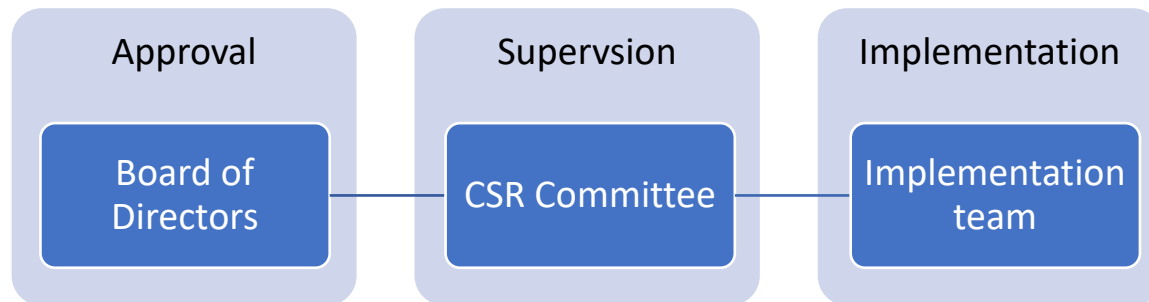 Approval
Supervsion
Implementation
Board of
Directors
CSR Committee
Implementation
team